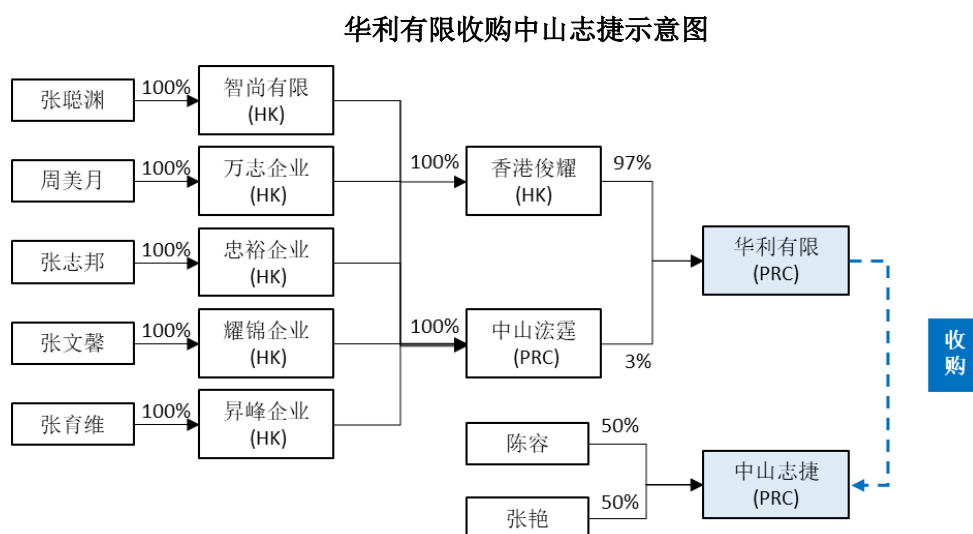 华利有限收购中山志捷示意图
张聪渊
100%
智尚有限
(HK)
周美月
100%
万志企业
(HK)
100%
香港俊耀
(HK)
97%
张志邦
100%
忠裕企业
(HK)
华利有限
(PRC)
张文馨
100%
耀锦企业
(HK)
100%
中山浤霆
(PRC)
3%
收
购
张育维
100%
昇峰企业
(HK)
陈容
50%
中山志捷
(PRC)
张艳
50%